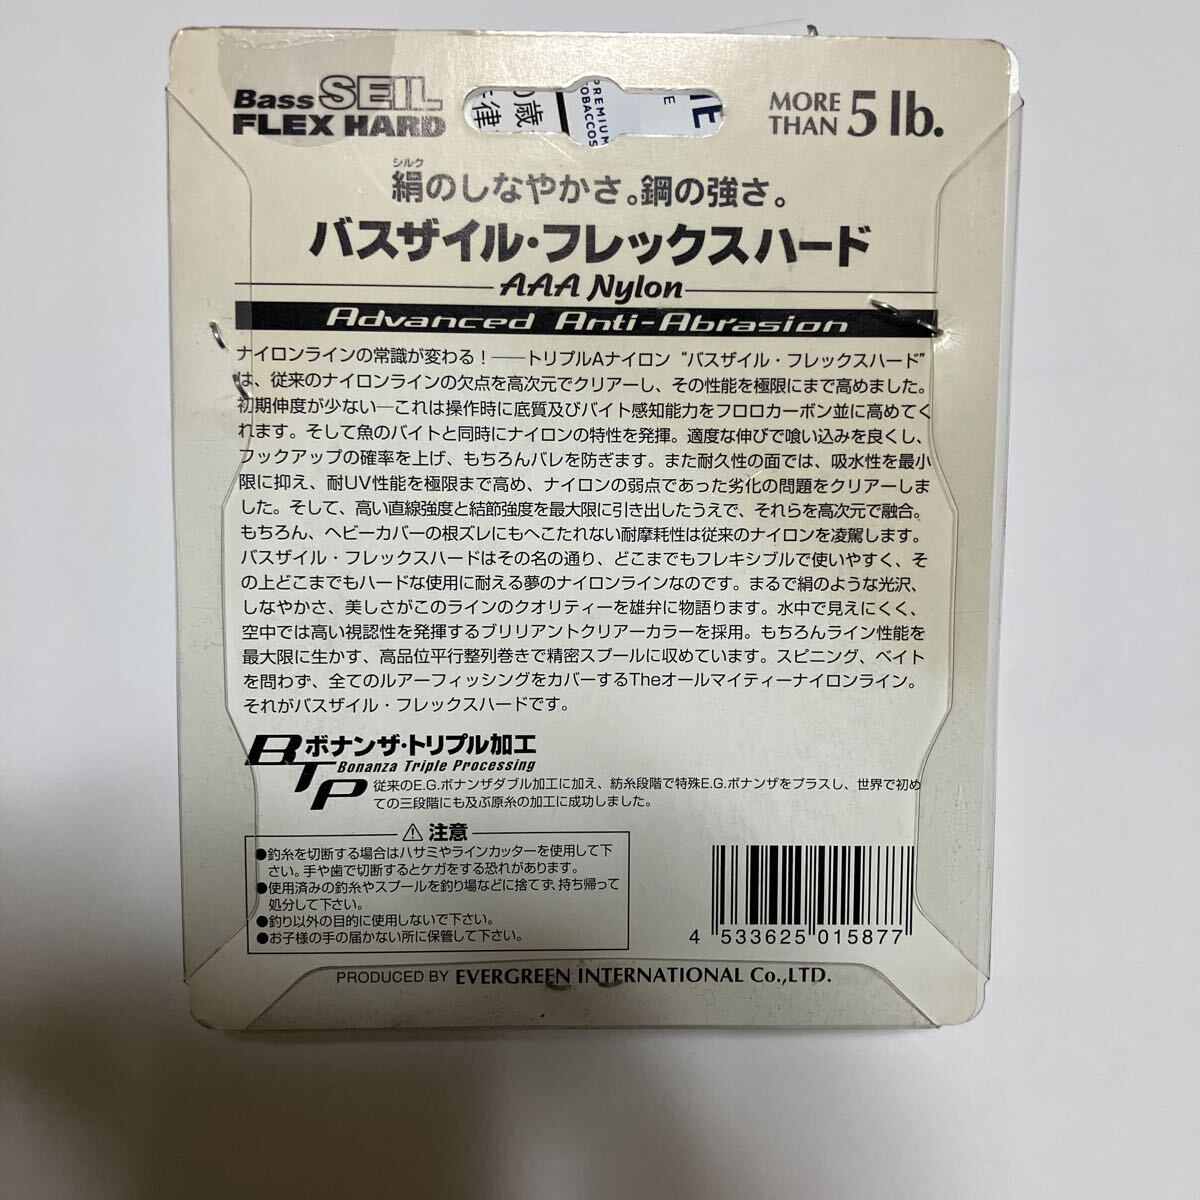 Bass SEIL
FLEX HARD
0歳
律
PREMIUM
TOBACCOS
E
MORE
THAN 5 lb.
シルク
絹のしなやかさ。鋼の強さ。
バスザイル・フレックスハード
AAA Nylon
Advanced Anti-Abrasion
ナイロンラインの常識が変わる！――トリプルAナイロン“バスザイル・フレックスハード”
は、従来のナイロンラインの欠点を高次元でクリアーし、その性能を極限にまで高めました。
初期伸度が少ない―これは操作時に底質及びバイト感知能力をフロロカーボン並に高めてく
れます。そして魚のバイトと同時にナイロンの特性を発揮。適度な伸びで喰い込みを良くし、
フックアップの確率を上げ、もちろんバレを防ぎます。また耐久性の面では、吸水性を最小
限に抑え、耐UV性能を極限まで高め、ナイロンの弱点であった劣化の問題をクリアーしま
した。そして、高い直線強度と結節強度を最大限に引き出したうえで、それらを高次元で融合。
もちろん、ヘビーカバーの根ズレにもへこたれない耐摩耗性は従来のナイロンを凌駕します。
バスザイル・フレックスハードはその名の通り、どこまでもフレキシブルで使いやすく、そ
の上どこまでもハードな使用に耐える夢のナイロンラインなのです。まるで絹のような光沢、
しなやかさ、美しさがこのラインのクオリティーを雄弁に物語ります。水中で見えにくく、
空中では高い視認性を発揮するブリリアントクリアーカラーを採用。もちろんライン性能を
最大限に生かす、高品位平行整列巻きで精密スプールに収めています。スピニング、ベイト
を問わず、全てのルアーフィッシングをカバーするTheオールマイティーナイロンライン。
それがバスザイル・フレックスハードです。
BTP ボナンザ・トリプル加工
Bonanza Triple Processing
従来のE.G.ボナンザダブル加工に加え、紡糸段階で特殊E.G.ボナンザをプラスし、世界で初め
ての三段階にも及ぶ原糸の加工に成功しました。
⚠注意
●釣糸を切断する場合はハサミやラインカッターを使用して下
さい。手や歯で切断するとケガをする恐れがあります。
●使用済みの釣糸やスプールを釣り場などに捨てず、持ち帰って
処分して下さい。
●釣り以外の目的に使用しないで下さい。
●お子様の手の届かない所に保管して下さい。
4 533625 015877
PRODUCED BY EVERGREEN INTERNATIONAL Co.,LTD.